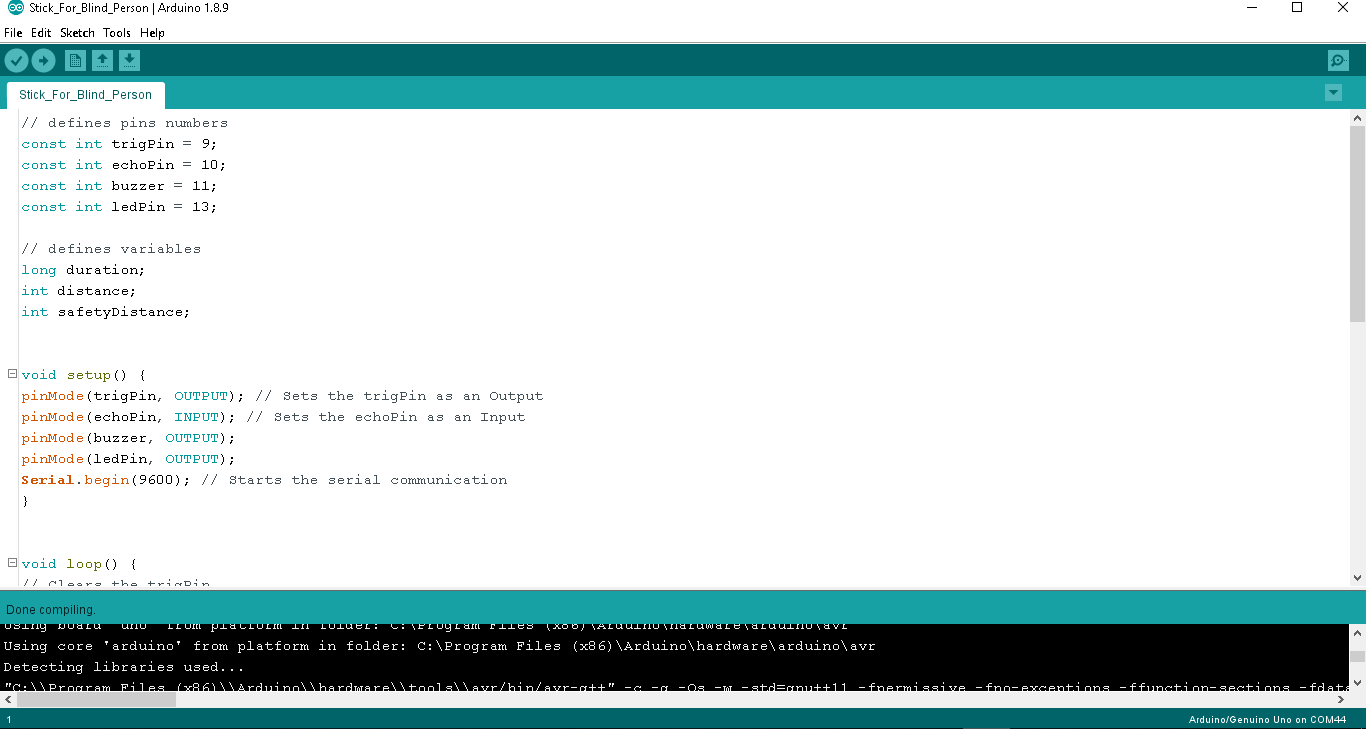 Stick_For_Blind_Person | Arduino 1.8.9
File Edit Sketch Tools Help
Stick_For_Blind_Person
// defines pins numbers
const int trigPin = 9;
const int echoPin = 10;
const int buzzer = 11;
const int ledPin = 13;
// defines variables
long duration;
int distance;
int safetyDistance;
void setup() {
pinMode(trigPin, OUTPUT); // Sets the trigPin as an Output
pinMode(echoPin, INPUT); // Sets the echoPin as an Input
pinMode(buzzer, OUTPUT);
pinMode(ledPin, OUTPUT);
Serial.begin(9600); // Starts the serial communication
}
void loop() {
// Clears the trigPin
Done compiling.
Using board 'uno' from platform in folder: C:\Program Files (x86)\Arduino\hardware\arduino\avr
Using core 'arduino' from platform in folder: C:\Program Files (x86)\Arduino\hardware\arduino\avr
Detecting libraries used...
"C:\\Program Files (x86)\\Arduino\\hardware\\tools\\avr/bin/avr-g++" -c -g -Os -w -std=gnu++11 -fpermissive -fno-exceptions -ffunction-sections -fdata
1
Arduino/Genuino Uno on COM44